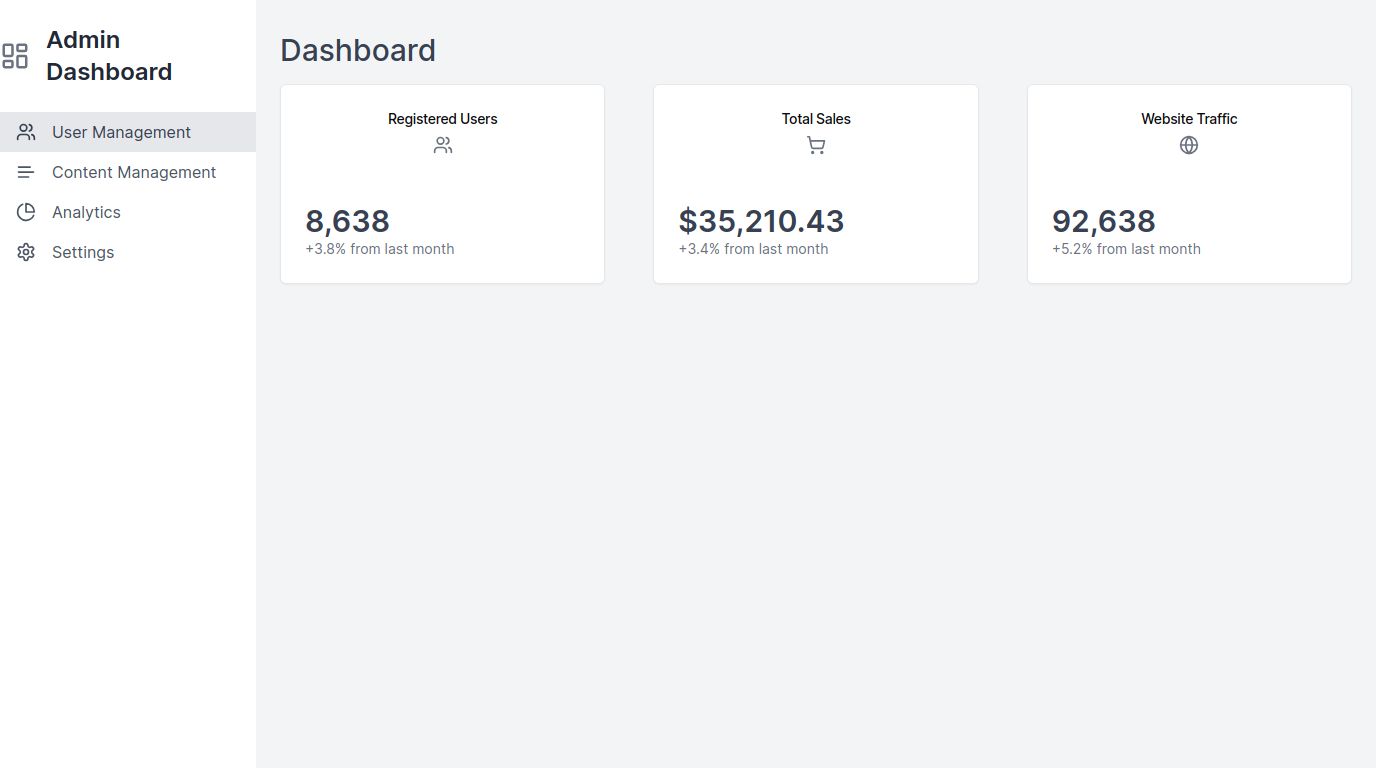 Admin
Dashboard
User Management
Content Management
Analytics
Settings
Dashboard
Registered Users
8,638
+3.8% from last month
Total Sales
$35,210.43
+3.4% from last month
Website Traffic
92,638
+5.2% from last month